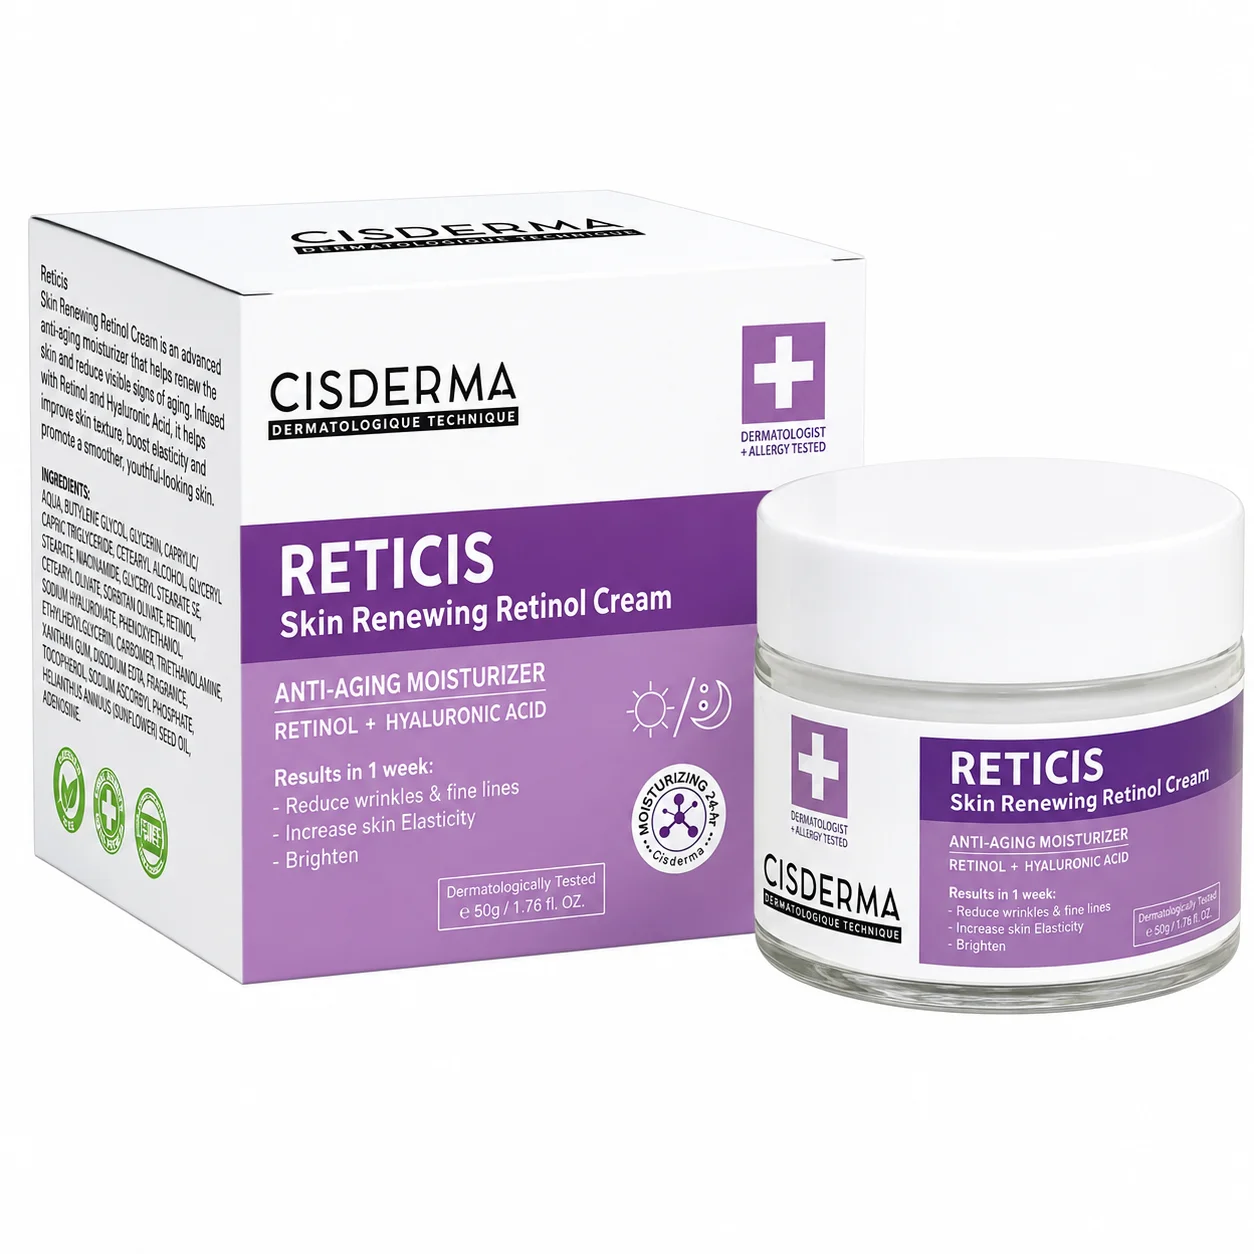 CISDERMA
DERMATOLOGIQUE TECHNIQUE
Reticis
Skin Renewing Retinol Cream is an advanced
anti-aging moisturizer that helps renew the
skin and reduce visible signs of aging. Infused
with Retinol and Hyaluronic Acid, it helps
improve skin texture, boost elasticity and
promote a smoother, youthful-looking skin.
INGREDIENTS:
AQUA, BUTYLENE GLYCOL, GLYCERIN, CAPRYLIC/
CAPRIC TRIGLYCERIDE, CETEARYL ALCOHOL, GLYCERYL
STEARATE, NIACINAMIDE, GLYCERYL STEARATE SE,
CETEARYL OLIVATE, SORBITAN OLIVATE, RETINOL,
SODIUM HYALURONATE, PHENOXYETHANOL,
ETHYLHEXYLGLYCERIN, CARBOMER, TRIETHANOLAMINE,
XANTHAN GUM, DISODIUM EDTA, FRAGRANCE,
TOCOPHEROL, SODIUM ASCORBYL PHOSPHATE,
HELIANTHUS ANNUUS (SUNFLOWER) SEED OIL,
ADENOSINE.
CISDERMA
DERMATOLOGIQUE TECHNIQUE
DERMATOLOGIST
+ ALLERGY TESTED
RETICIS
Skin Renewing Retinol Cream
ANTI-AGING MOISTURIZER
RETINOL + HYALURONIC ACID
Results in 1 week:
- Reduce wrinkles & fine lines
- Increase skin Elasticity
- Brighten
MOISTURIZING 24-Hr
Cisderma
Dermatologically Tested
e 50g / 1.76 fl. OZ.
DERMATOLOGIST
+ ALLERGY TESTED
CISDERMA
DERMATOLOGIQUE TECHNIQUE
RETICIS
Skin Renewing Retinol Cream
ANTI-AGING MOISTURIZER
RETINOL + HYALURONIC ACID
Results in 1 week:
- Reduce wrinkles & fine lines
- Increase skin Elasticity
- Brighten
Dermatologically Tested
e 50g / 1.76 fl. OZ.